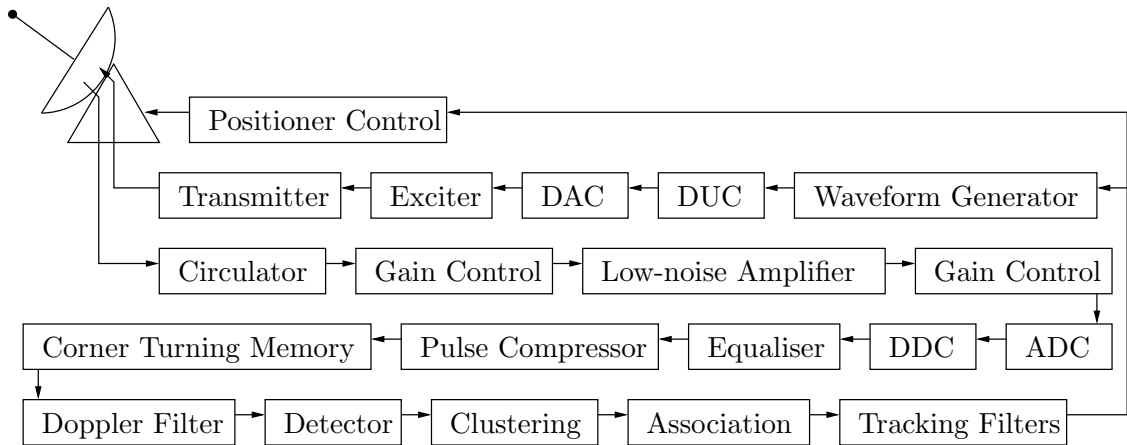 Positioner Control
Transmitter Exciter DAC DUC Waveform Generator
Circulator Gain Control Low-noise Amplifier Gain Control
Corner Turning Memory Pulse Compressor Equaliser DDC ADC
Doppler Filter Detector Clustering Association Tracking Filters